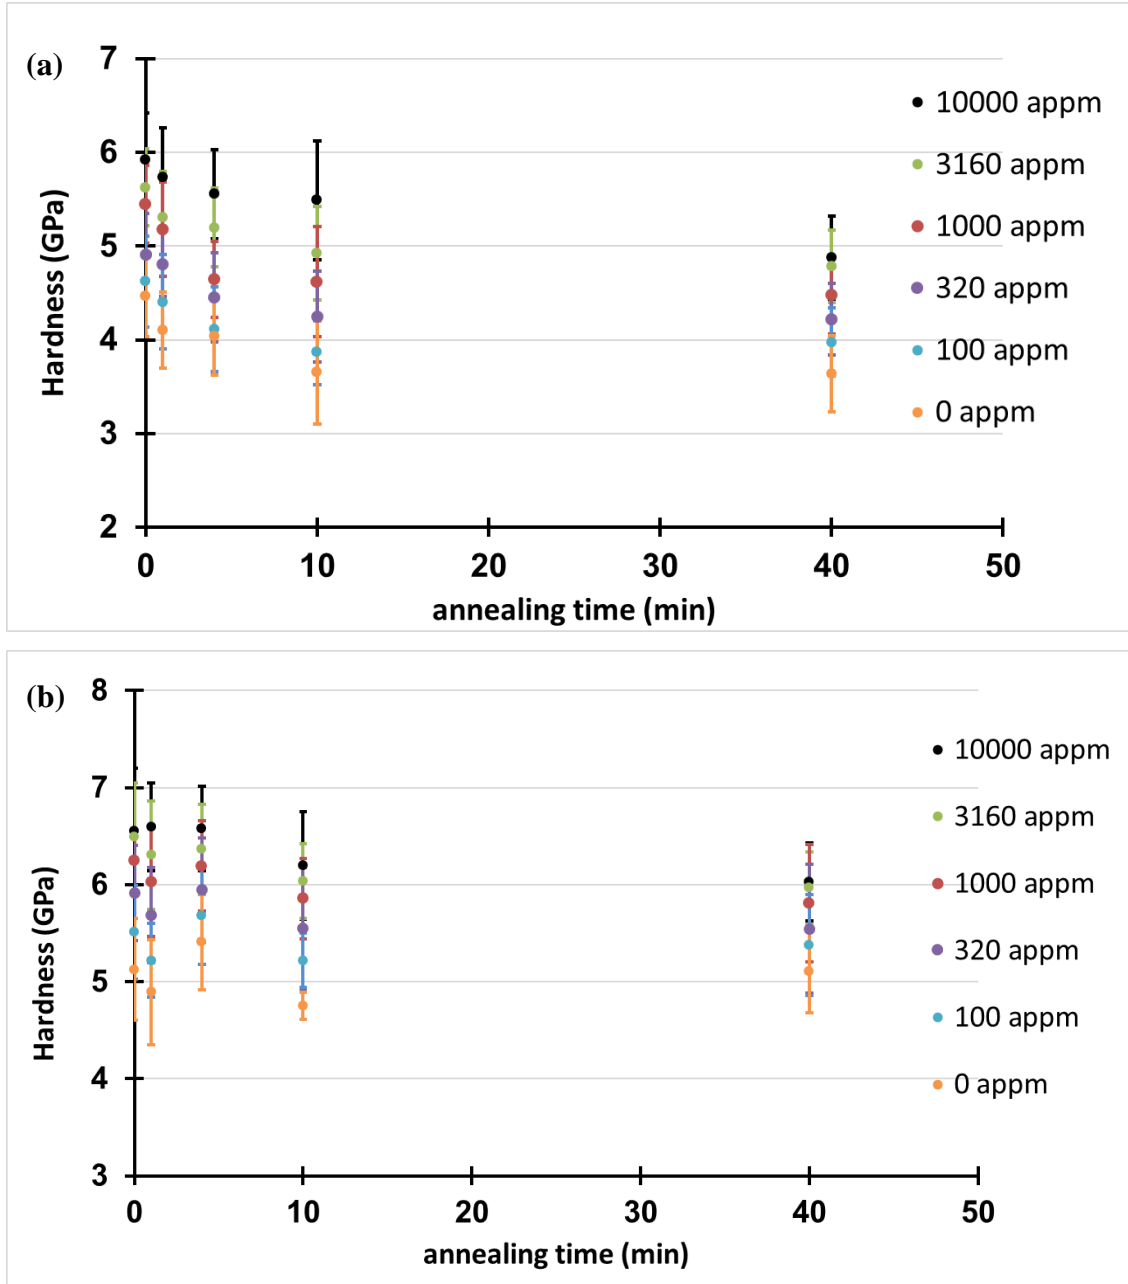 (a)
7
6
5
4
3
2
Hardness (GPa)
0 10 20 30 40 50
annealing time (min)
10000 appm
3160 appm
1000 appm
320 appm
100 appm
0 appm
(b)
8
7
6
5
4
3
Hardness (GPa)
0 10 20 30 40 50
annealing time (min)
10000 appm
3160 appm
1000 appm
320 appm
100 appm
0 appm